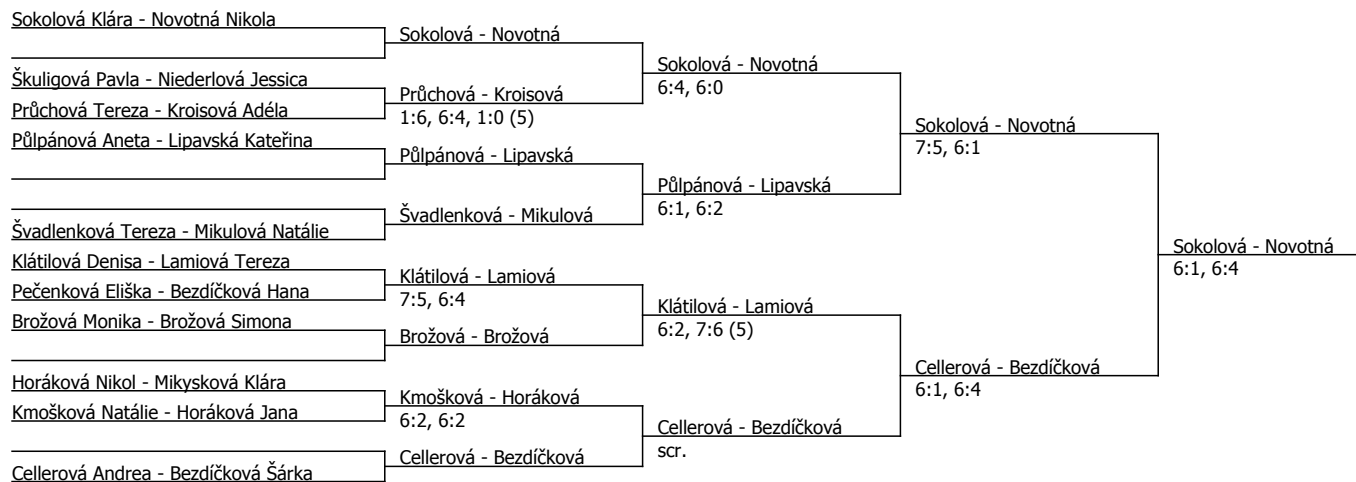 Sokolová Klára - Novotná Nikola
Škuligová Pavla - Niederlová Jessica
Průchová Tereza - Kroisová Adéla
Půlpánová Aneta - Lipavská Kateřina
Švadlenková Tereza - Mikulová Natálie
Klátilová Denisa - Lamiová Tereza
Pečenková Eliška - Bezdíčková Hana
Brožová Monika - Brožová Simona
Horáková Nikol - Mikysková Klára
Kmošková Natálie - Horáková Jana
Cellerová Andrea - Bezdíčková Šárka
Sokolová - Novotná
Průchová - Kroisová
1:6, 6:4, 1:0 (5)
Půlpánová - Lipavská
Švadlenková - Mikulová
Klátilová - Lamiová
7:5, 6:4
Brožová - Brožová
Kmošková - Horáková
6:2, 6:2
Cellerová - Bezdíčková
Sokolová - Novotná
6:4, 6:0
Půlpánová - Lipavská
6:1, 6:2
Klátilová - Lamiová
6:2, 7:6 (5)
Cellerová - Bezdíčková
scr.
Sokolová - Novotná
7:5, 6:1
Cellerová - Bezdíčková
6:1, 6:4
Sokolová - Novotná
6:1, 6:4